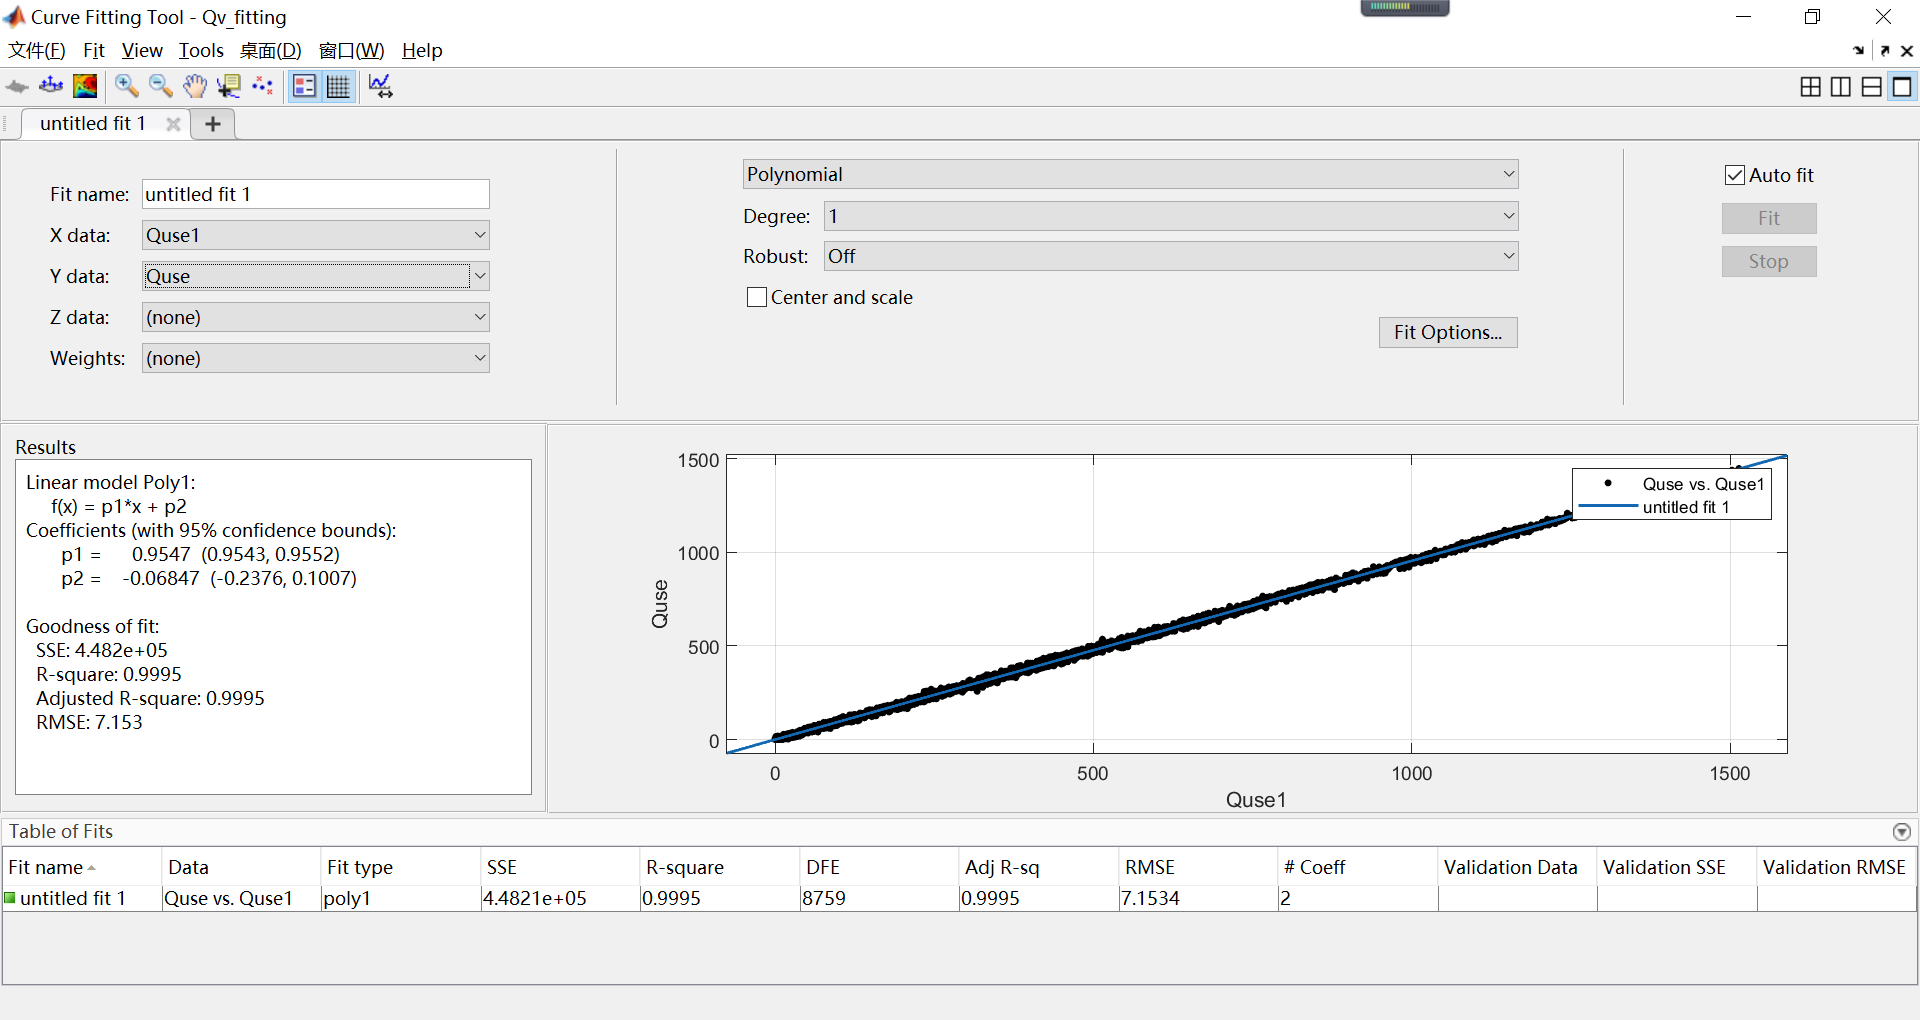 Curve Fitting Tool - Qv_fitting
文件(F) Fit View Tools 桌面(D) 窗口(W) Help
untitled fit 1
Fit name: untitled fit 1
X data: Quse1
Y data: Quse
Z data: (none)
Weights: (none)
Polynomial
Degree: 1
Robust: Off
Center and scale
Fit Options...
Auto fit
Fit
Stop
Results
Linear model Poly1:
f(x) = p1*x + p2
Coefficients (with 95% confidence bounds):
p1 = 0.9547 (0.9543, 0.9552)
p2 = -0.06847 (-0.2376, 0.1007)
Goodness of fit:
SSE: 4.482e+05
R-square: 0.9995
Adjusted R-square: 0.9995
RMSE: 7.153
1500
1000
500
0
Quse
0 500 1000 1500
Quse1
Quse vs. Quse1
untitled fit 1
Table of Fits
Fit name Data Fit type SSE R-square DFE Adj R-sq RMSE # Coeff Validation Data Validation SSE Validation RMSE
untitled fit 1 Quse vs. Quse1 poly1 4.4821e+05 0.9995 8759 0.9995 7.1534 2